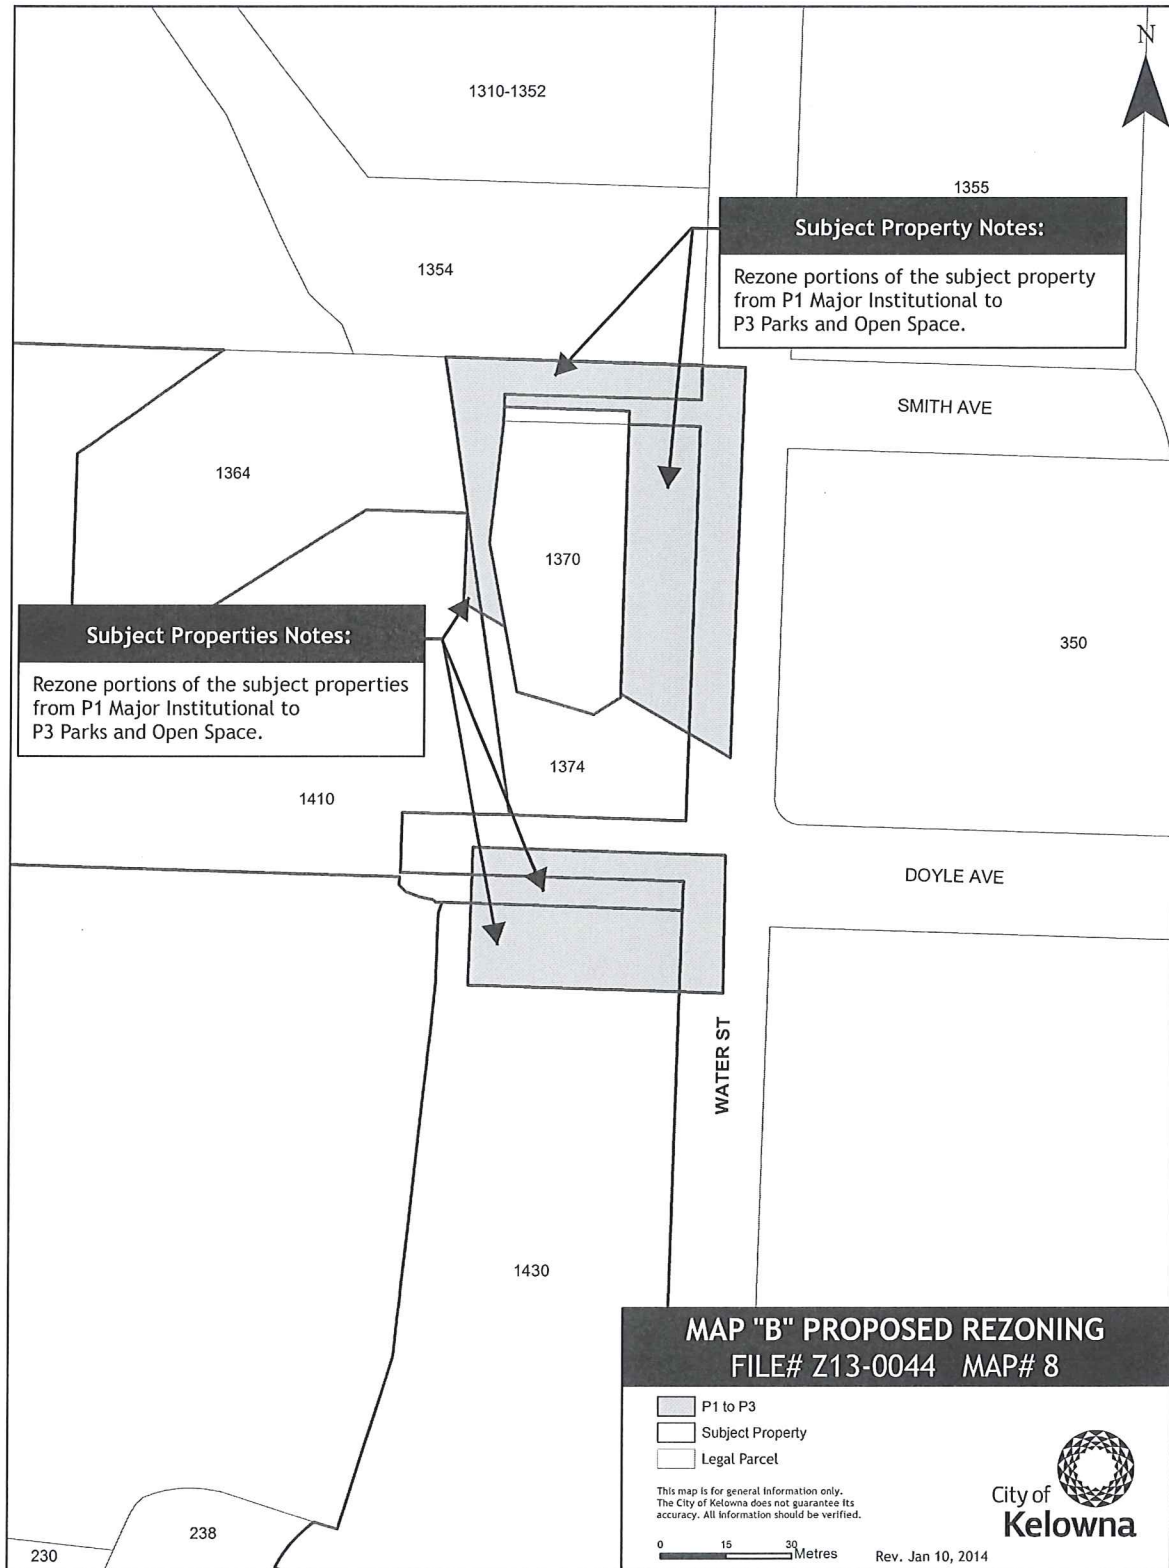 N
1310-1352
1355
Subject Property Notes:
Rezone portions of the subject property
from P1 Major Institutional to
P3 Parks and Open Space.
1354
SMITH AVE
1364
1370
350
Subject Properties Notes:
Rezone portions of the subject properties
from P1 Major Institutional to
P3 Parks and Open Space.
1374
1410
DOYLE AVE
WATER ST
1430
MAP "B" PROPOSED REZONING
FILE# Z13-0044 MAP# 8
P1 to P3
Subject Property
Legal Parcel
This map is for general information only.
The City of Kelowna does not guarantee its
accuracy. All information should be verified.
City of
Kelowna
0 15 30 Metres
Rev. Jan 10, 2014
238
230